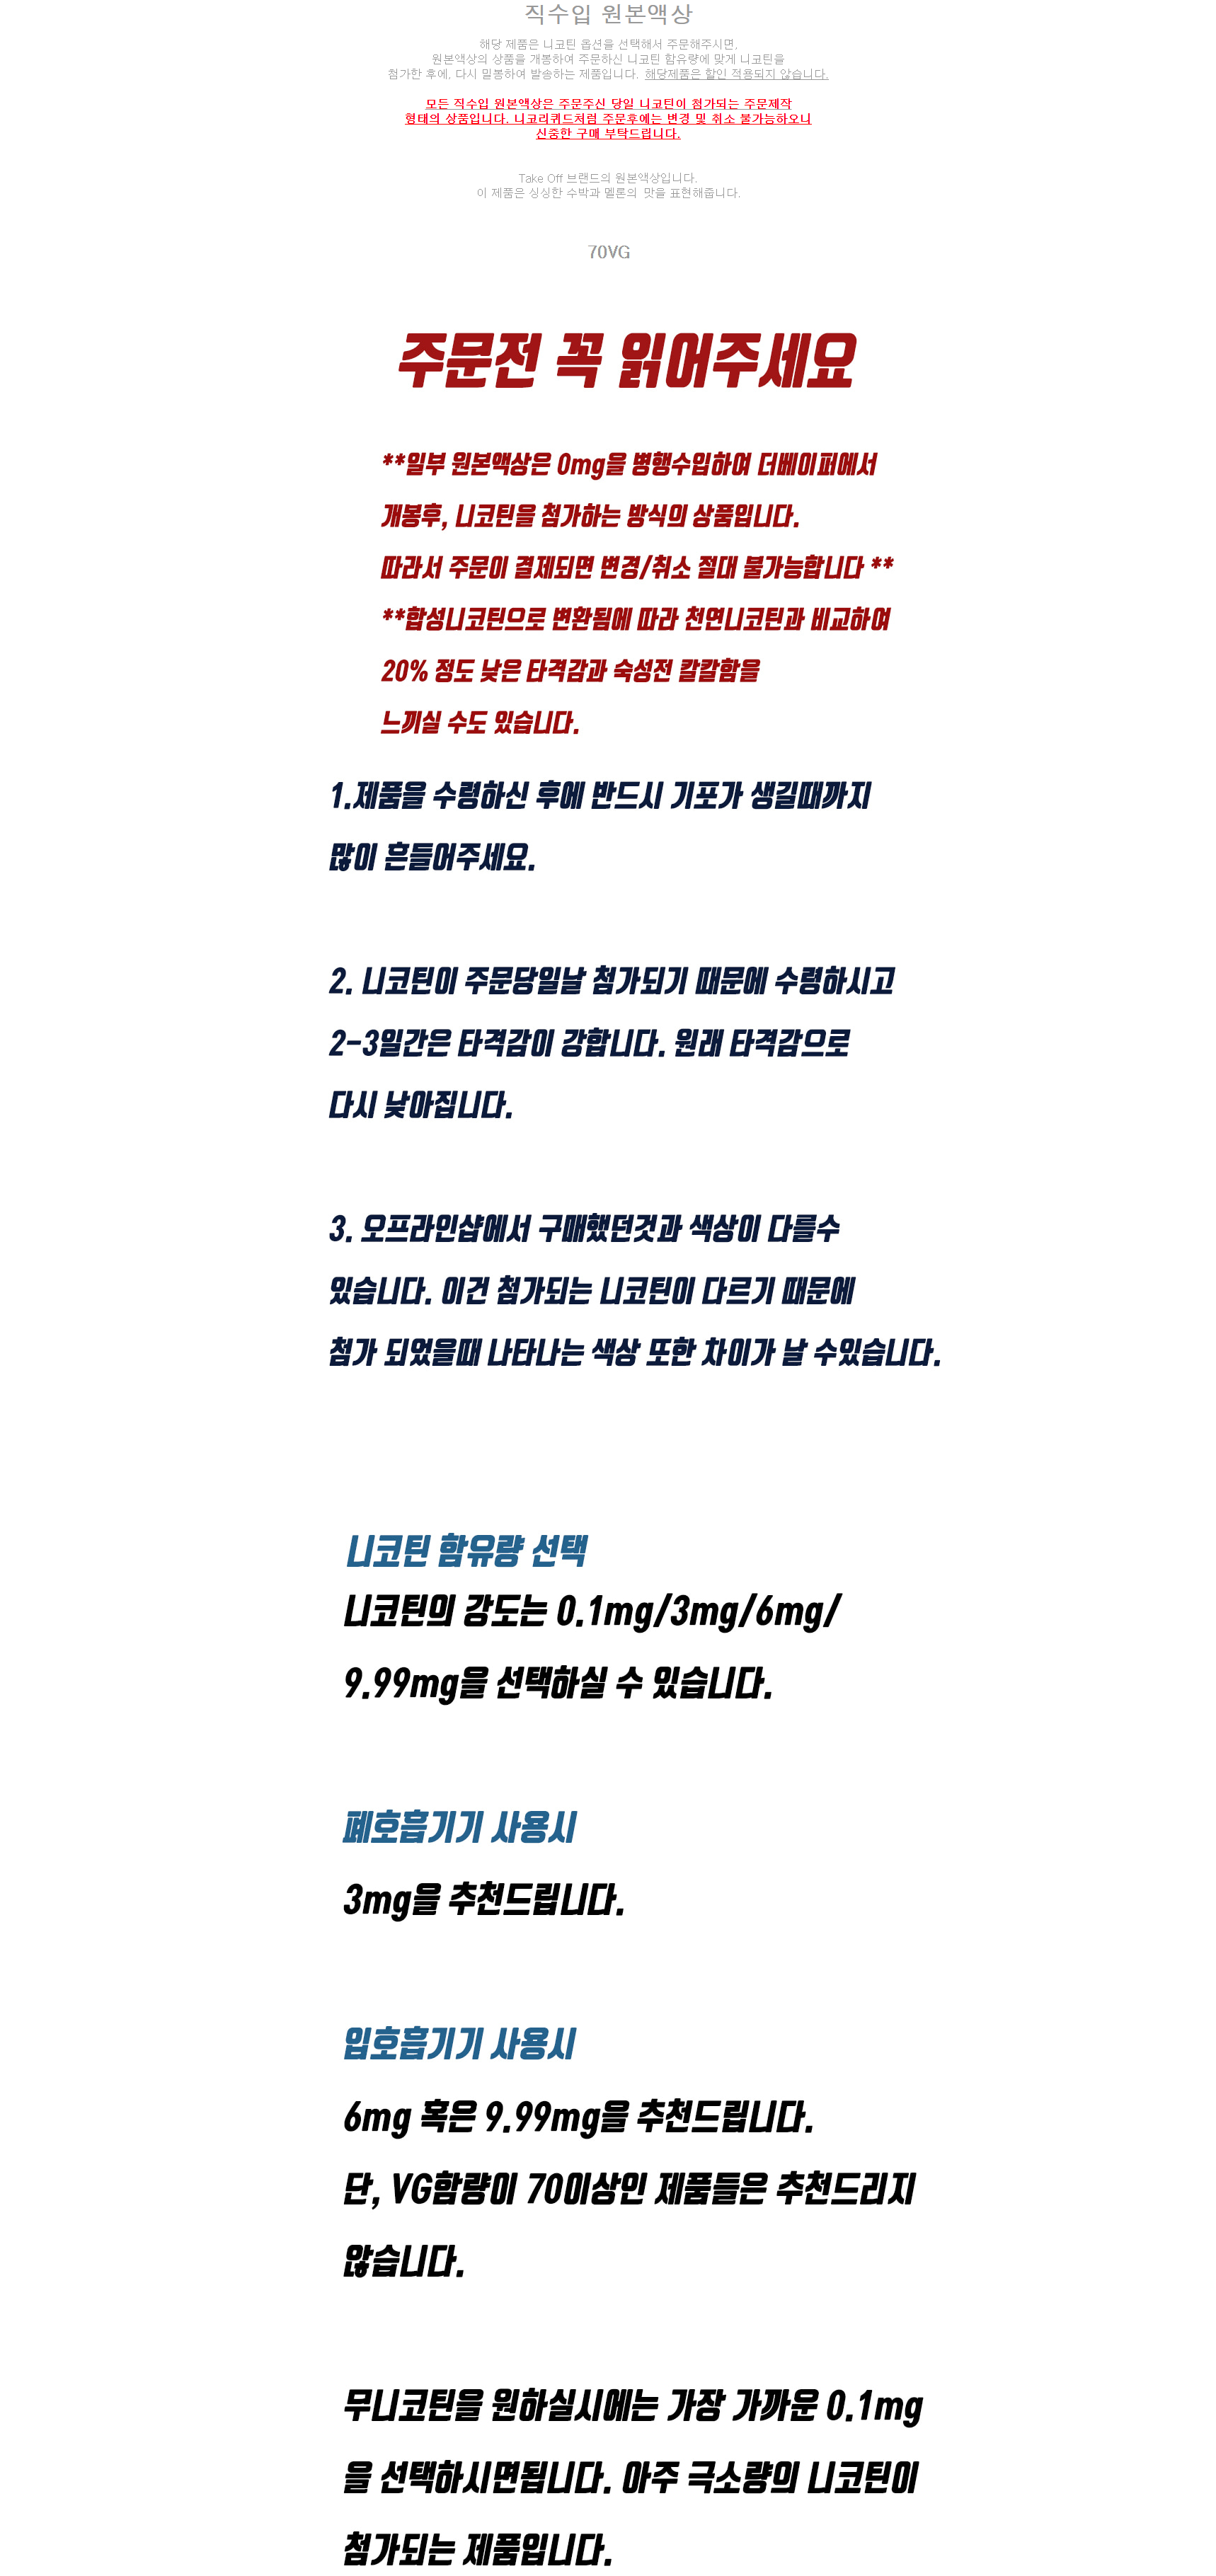 직수입 원본액상
해당 제품은 니코틴 옵션을 선택해서 주문해주시면,
원본액상의 상품을 개봉하여 주문하신 니코틴 함유량에 맞게 니코틴을
첨가한 후에, 다시 밀봉하여 발송하는 제품입니다. 해당제품은 할인 적용되지 않습니다.
모든 직수입 원본액상은 주문주신 당일 니코틴이 첨가되는 주문제작
형태의 상품입니다. 니코리퀴드처럼 주문후에는 변경 및 취소 불가능하오니
신중한 구매 부탁드립니다.
Take Off 브랜드의 원본액상입니다.
이 제품은 싱싱한 수박과 멜론의 맛을 표현해줍니다.
70VG
주문전 꼭 읽어주세요
**일부 원본액상은 0mg을 병행수입하여 더베이퍼에서
개봉후, 니코틴을 첨가하는 방식의 상품입니다.
따라서 주문이 결제되면 변경/취소 절대 불가능합니다 **
**합성니코틴으로 변환됨에 따라 천연니코틴과 비교하여
20% 정도 낮은 타격감과 숙성전 칼칼함을
느끼실 수도 있습니다.
1.제품을 수령하신 후에 반드시 기포가 생길때까지
많이 흔들어주세요.
2. 니코틴이 주문당일날 첨가되기 때문에 수령하시고
2-3일간은 타격감이 강합니다. 원래 타격감으로
다시 낮아집니다.
3. 오프라인샵에서 구매했던것과 색상이 다를수
있습니다. 이건 첨가되는 니코틴이 다르기 때문에
첨가 되었을때 나타나는 색상 또한 차이가 날 수있습니다.
니코틴 함유량 선택
니코틴의 강도는 0.1mg/3mg/6mg/
9.99mg을 선택하실 수 있습니다.
폐호흡기기 사용시
3mg을 추천드립니다.
입호흡기기 사용시
6mg 혹은 9.99mg을 추천드립니다.
단, VG함량이 70이상인 제품들은 추천드리지
않습니다.
무니코틴을 원하실시에는 가장 가까운 0.1mg
을 선택하시면됩니다. 아주 극소량의 니코틴이
첨가되는 제품입니다.